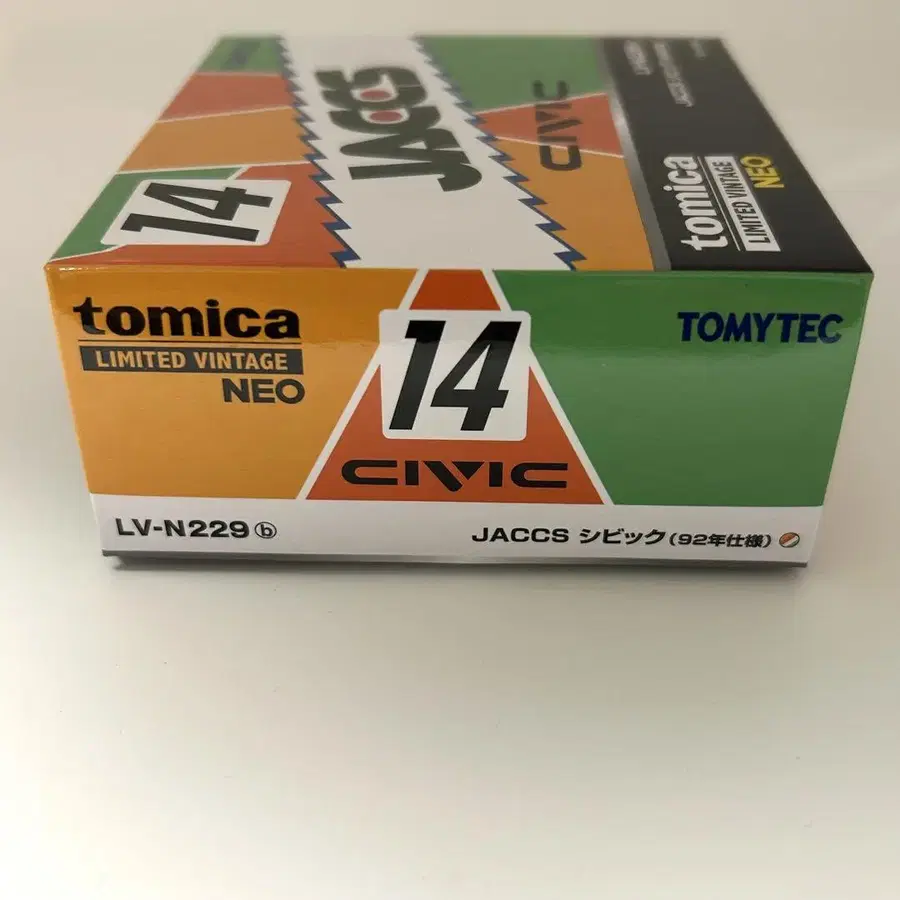 JACCS
CIVIC
14
tomica
LIMITED VINTAGE
NEO
tomica
LIMITED VINTAGE
NEO
14
CIVIC
TOMYTEC
LV-N229 ⓑ
JACCS シビック(92年仕様)